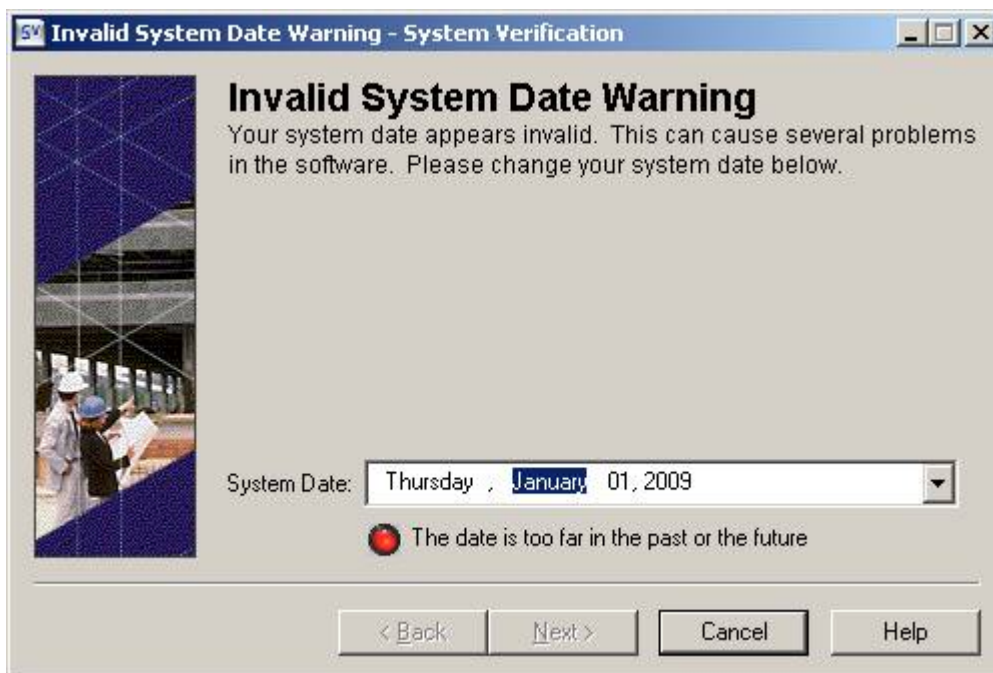 SV Invalid System Date Warning - System Verification
Invalid System Date Warning
Your system date appears invalid.  This can cause several problems
in the software.  Please change your system date below.
System Date: Thursday , January 01, 2009
The date is too far in the past or the future
< Back Next > Cancel Help